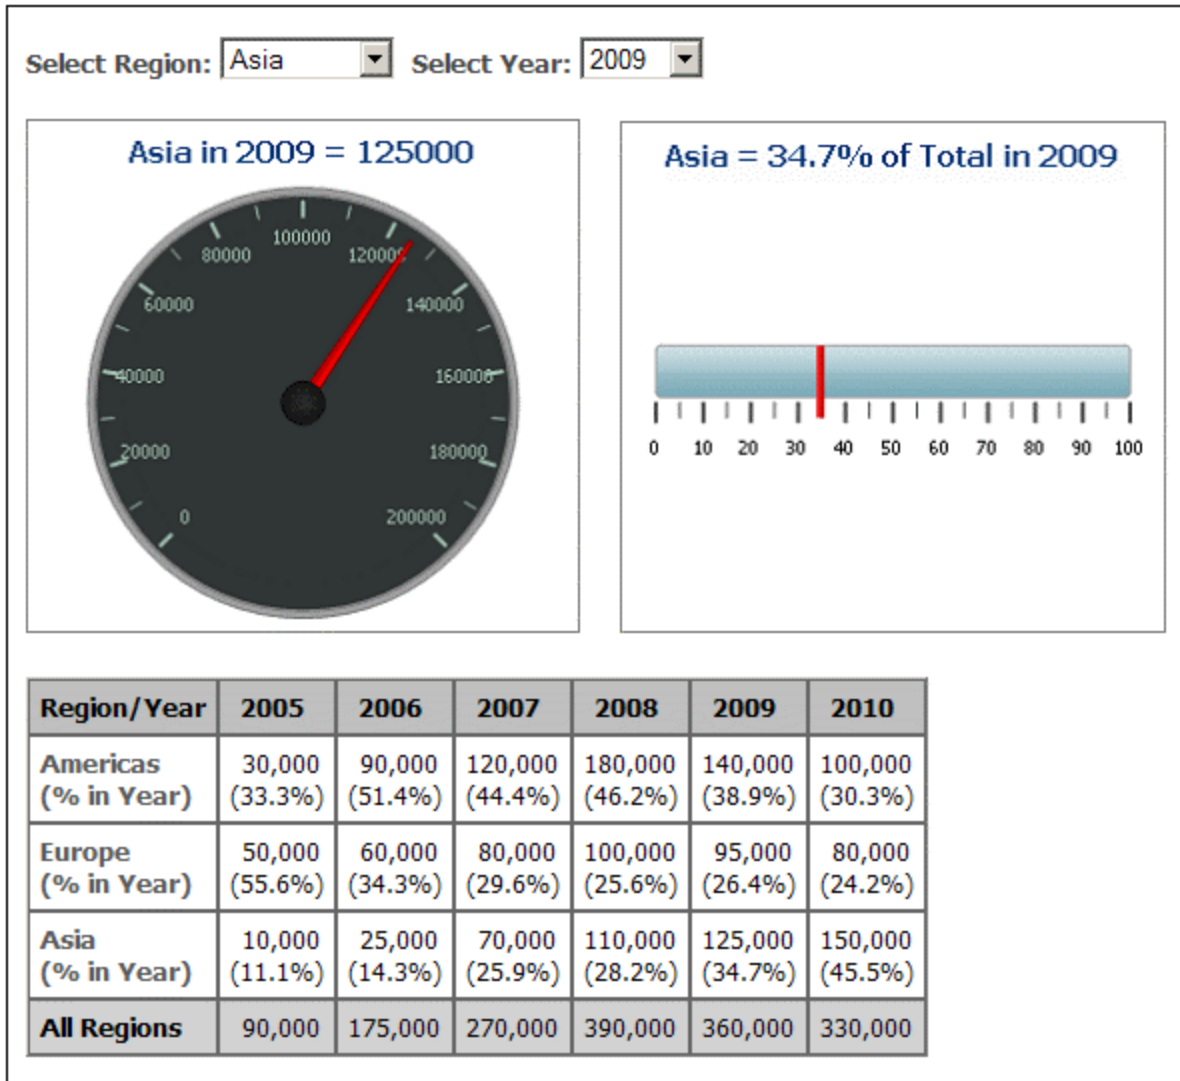 Select Region: Asia Select Year: 2009
Asia in 2009 = 125000
0
20000
40000
60000
80000
100000
120000
140000
160000
180000
200000
Asia = 34.7% of Total in 2009
0 10 20 30 40 50 60 70 80 90 100
Region/Year 2005 2006 2007 2008 2009 2010
Americas 30,000 90,000 120,000 180,000 140,000 100,000
(% in Year) (33.3%) (51.4%) (44.4%) (46.2%) (38.9%) (30.3%)
Europe 50,000 60,000 80,000 100,000 95,000 80,000
(% in Year) (55.6%) (34.3%) (29.6%) (25.6%) (26.4%) (24.2%)
Asia 10,000 25,000 70,000 110,000 125,000 150,000
(% in Year) (11.1%) (14.3%) (25.9%) (28.2%) (34.7%) (45.5%)
All Regions 90,000 175,000 270,000 390,000 360,000 330,000